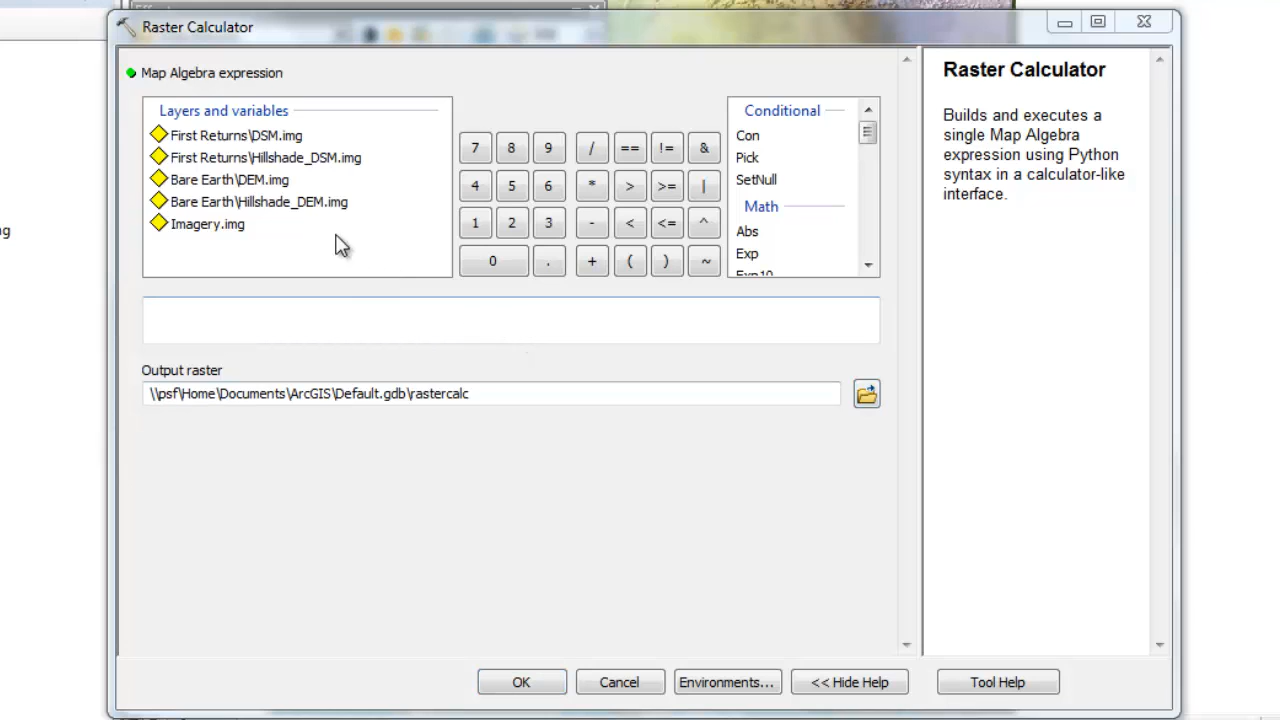 Raster Calculator
Map Algebra expression
Layers and variables
First Returns\DSM.img
First Returns\Hillshade_DSM.img
Bare Earth\DEM.img
Bare Earth\Hillshade_DEM.img
Imagery.img
7 8 9 / == != &
4 5 6 * > >= |
1 2 3 - < <= ^
0 . + ( ) ~
Conditional
Con
Pick
SetNull
Math
Abs
Exp
Exp10
Output raster
\\psf\Home\Documents\ArcGIS\Default.gdb\rastercalc
OK Cancel Environments... << Hide Help Tool Help
Raster Calculator
Builds and executes a
single Map Algebra
expression using Python
syntax in a calculator-like
interface.